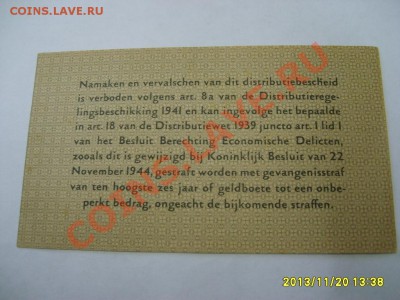 COINS.LAVE.RU
Namaken en vervalschen van dit distributiebescheid
is verboden volgens art. 8a van de Distributierege-
lingsbeschikking 1941 en kan ingevolge het bepaalde
in art. 18 van de Distributiewet 1939 juncto art. 1 lid 1
van het Besluit Berechting Economische Delicten,
zooals dit is gewijzigd bij Koninklijk Besluit van 22
November 1944, gestraft worden met gevangenisstraf
van ten hoogste zes jaar of geldboete tot een onbe-
perkt bedrag, ongeacht de bijkomende straffen.
COINS.LAVE.RU
2013/11/20 13:38